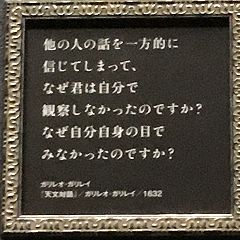 他の人の話を一方的に
信じてしまって、
なぜ君は自分で
観察しなかったのですか？
なぜ自分自身の目で
みなかったのですか？
ガリレオ・ガリレイ
『天文対話』／ガリレオ・ガリレイ／1632